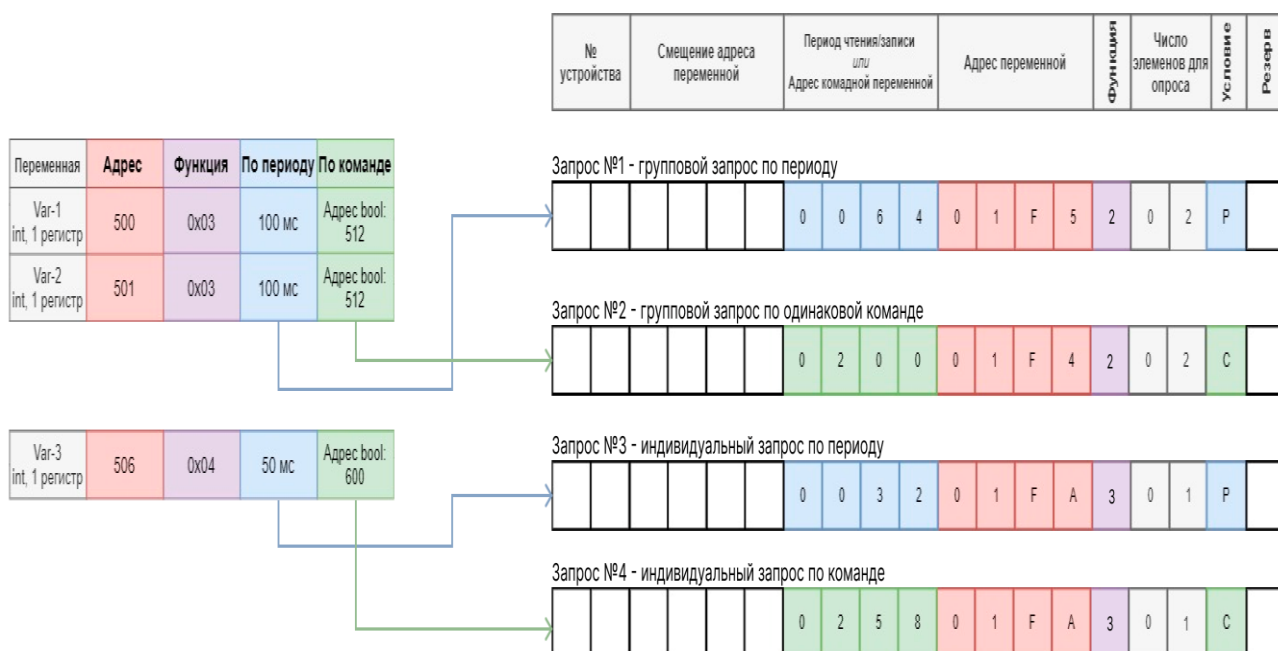 №
устройства
Смещение адреса
переменной
Период чтения/записи
или
Адрес комадной переменной
Адрес переменной
Функция
Число
элеменов для
опроса
Условие
Резерв
Переменная Адрес Функция По периоду По команде
Var-1
int, 1 регистр
500 0x03 100 мс
Адрес bool:
512
Var-2
int, 1 регистр
501 0x03 100 мс
Адрес bool:
512
Запрос №1 - групповой запрос по периоду
0 0 6 4 0 1 F 5 2 0 2 P
Запрос №2 - групповой запрос по одинаковой команде
0 2 0 0 0 1 F 4 2 0 2 C
Var-3
int, 1 регистр
506 0x04 50 мс
Адрес bool:
600
Запрос №3 - индивидуальный запрос по периоду
0 0 3 2 0 1 F A 3 0 1 P
Запрос №4 - индивидуальный запрос по команде
0 2 5 8 0 1 F A 3 0 1 C